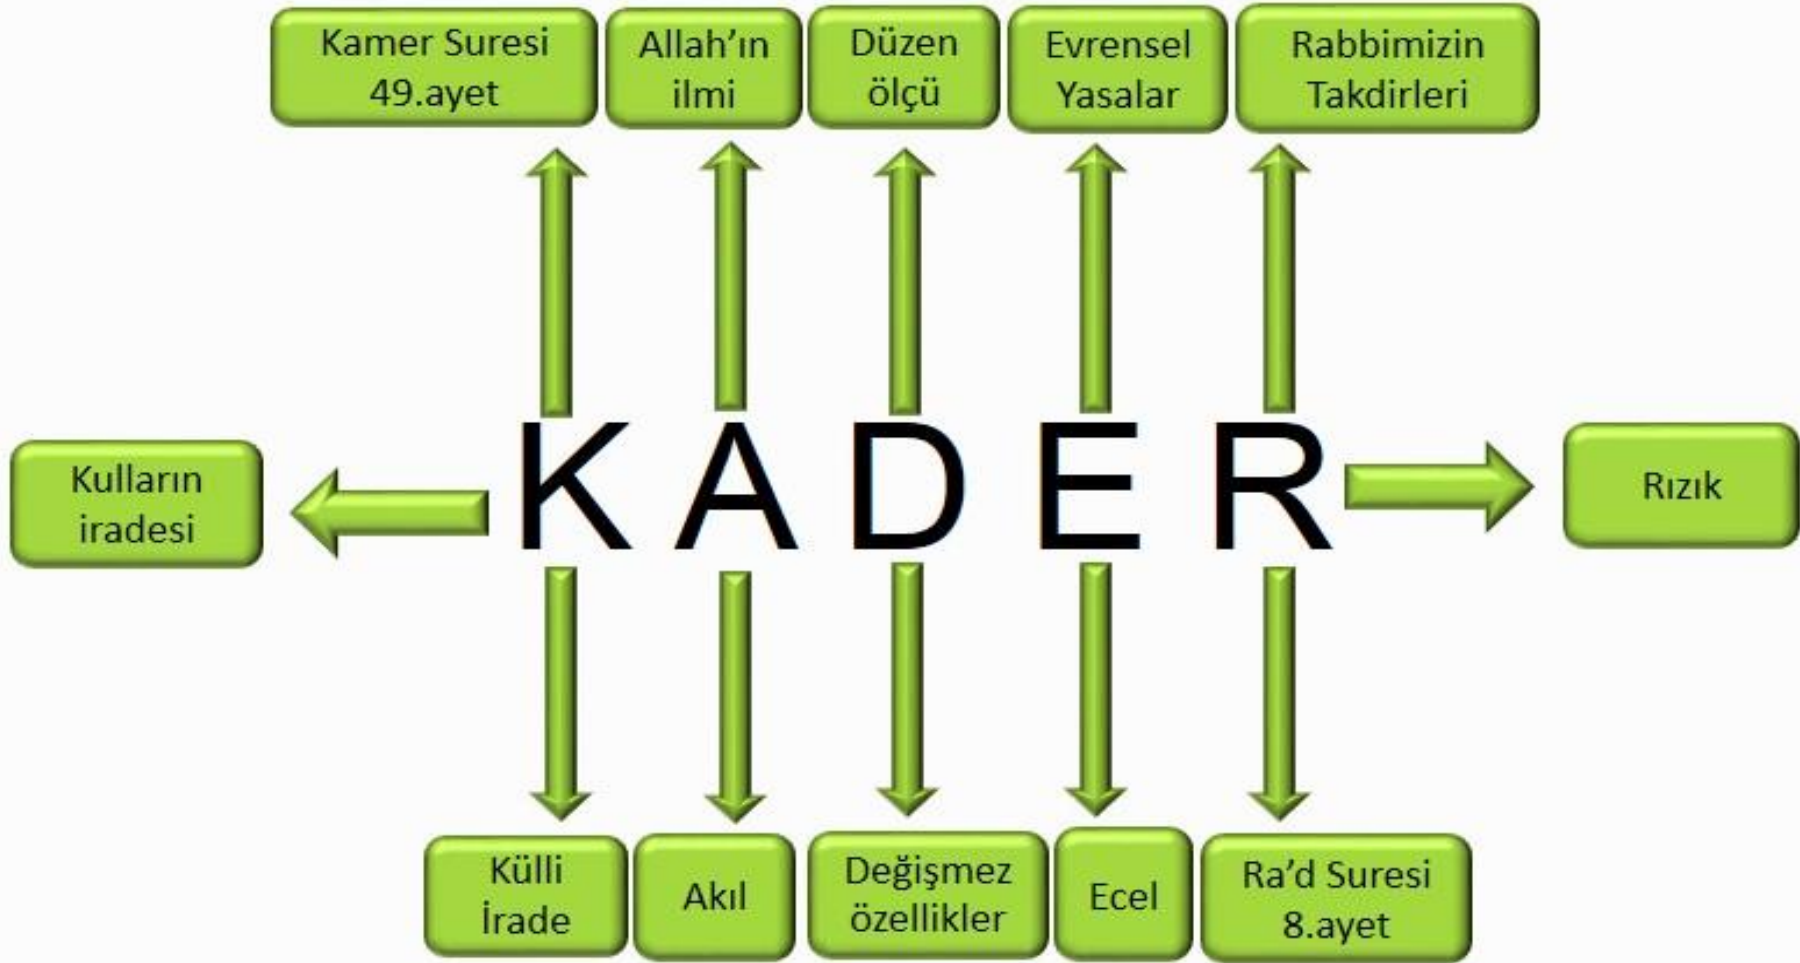 Kamer Suresi
49.ayet
Allah'ın
ilmi
Düzen
ölçü
Evrensel
Yasalar
Rabbimizin
Takdirleri
Kulların
iradesi
KADER
Rızık
Külli
İrade
Akıl
Değişmez
özellikler
Ecel
Ra'd Suresi
8.ayet